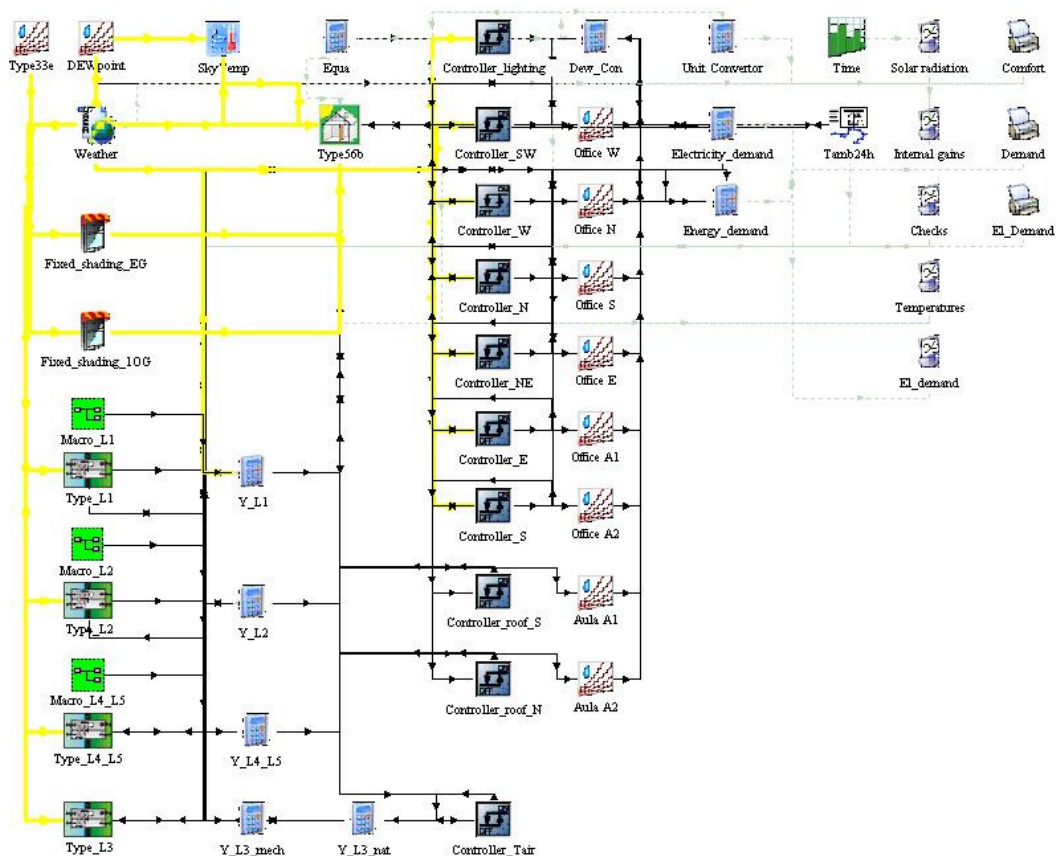 Type33e DEWpoint SkyTemp Equa Controller_lighting Dew_Con Unit Convertor Time Solar radiation Comfort
Weather Type56b Controller_SW Office W Electricity_demand Tamb24h Internal gains Demand
Controller_W Office N Energy_demand Checks El_Demand
Fixed_shading_EG
Controller_N Office S Temperatures
Fixed_shading_1OG
Controller_NE Office E El_demand
Macro_L1
Controller_E Office A1
Type_L1 Y_L1
Controller_S Office A2
Macro_L2
Type_L2 Y_L2
Controller_roof_S Aula A1
Macro_L4_L5
Controller_roof_N Aula A2
Type_L4_L5 Y_L4_L5
Type_L3 Y_L3_mech Y_L3_nat Controller_Tair